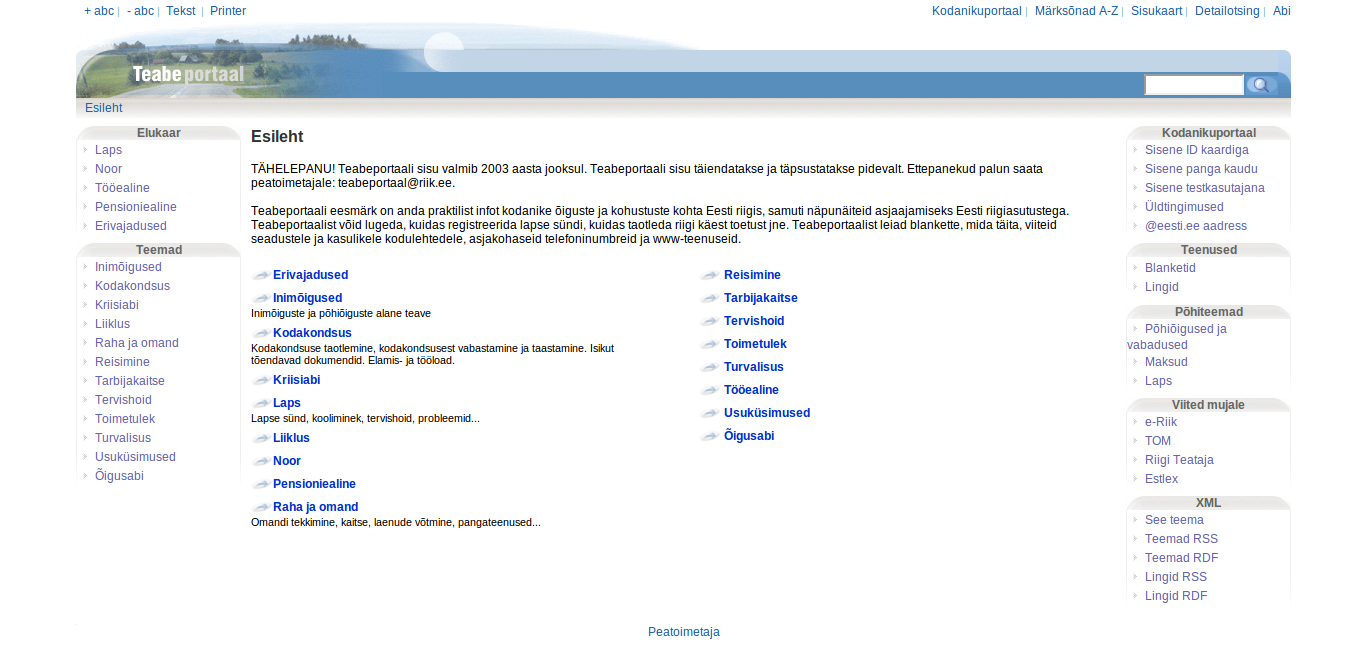 + abc | - abc | Tekst | Printer
Kodanikuportaal | Märksõnad A-Z | Sisukaart | Detailotsing | Abi
Teabeportaal
Esileht
Elukaar
Laps
Noor
Tööealine
Pensioniealine
Erivajadused
Teemad
Inimõigused
Kodakondsus
Kriisiabi
Liiklus
Raha ja omand
Reisimine
Tarbijakaitse
Tervishoid
Toimetulek
Turvalisus
Usuküsimused
Õigusabi
Esileht
TÄHELEPANU! Teabeportaali sisu valmib 2003 aasta jooksul. Teabeportaali sisu täiendatakse ja täpsustatakse pidevalt. Ettepanekud palun saata
peatoimetajale: teabeportaal@riik.ee.
Teabeportaali eesmärk on anda praktilist infot kodanike õiguste ja kohustuste kohta Eesti riigis, samuti näpunäiteid asjaajamiseks Eesti riigiasutustega.
Teabeportaalist võid lugeda, kuidas registreerida lapse sündi, kuidas taotleda riigi käest toetust jne. Teabeportaalist leiad blankette, mida täita, viiteid
seadustele ja kasulikele kodulehtedele, asjakohaseid telefoninumbreid ja www-teenuseid.
Erivajadused
Inimõigused
Inimõiguste ja põhiõiguste alane teave
Kodakondsus
Kodakondsuse taotlemine, kodakondsusest vabastamine ja taastamine. Isikut
tõendavad dokumendid. Elamis- ja tööload.
Kriisiabi
Laps
Lapse sünd, kooliminek, tervishoid, probleemid...
Liiklus
Noor
Pensioniealine
Raha ja omand
Omandi tekkimine, kaitse, laenude võtmine, pangateenused...
Reisimine
Tarbijakaitse
Tervishoid
Toimetulek
Turvalisus
Tööealine
Usuküsimused
Õigusabi
Kodanikuportaal
Sisene ID kaardiga
Sisene panga kaudu
Sisene testkasutajana
Üldtingimused
@eesti.ee aadress
Teenused
Blanketid
Lingid
Põhiteemad
Põhiõigused ja
vabadused
Maksud
Laps
Viited mujale
e-Riik
TOM
Riigi Teataja
Estlex
XML
See teema
Teemad RSS
Teemad RDF
Lingid RSS
Lingid RDF
Peatoimetaja